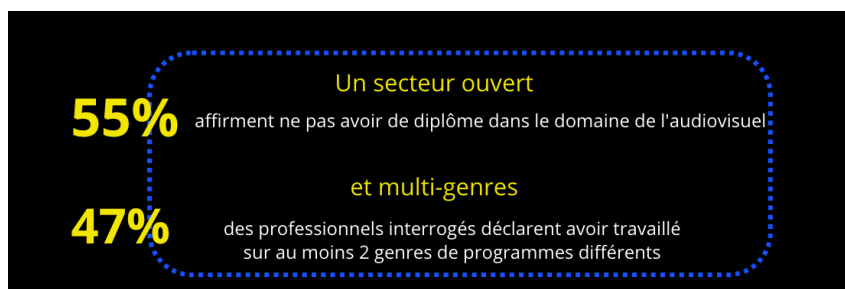 Un secteur ouvert
55% affirment ne pas avoir de diplôme dans le domaine de l'audiovisuel
et multi-genres
47% des professionnels interrogés déclarent avoir travaillé
sur au moins 2 genres de programmes différents